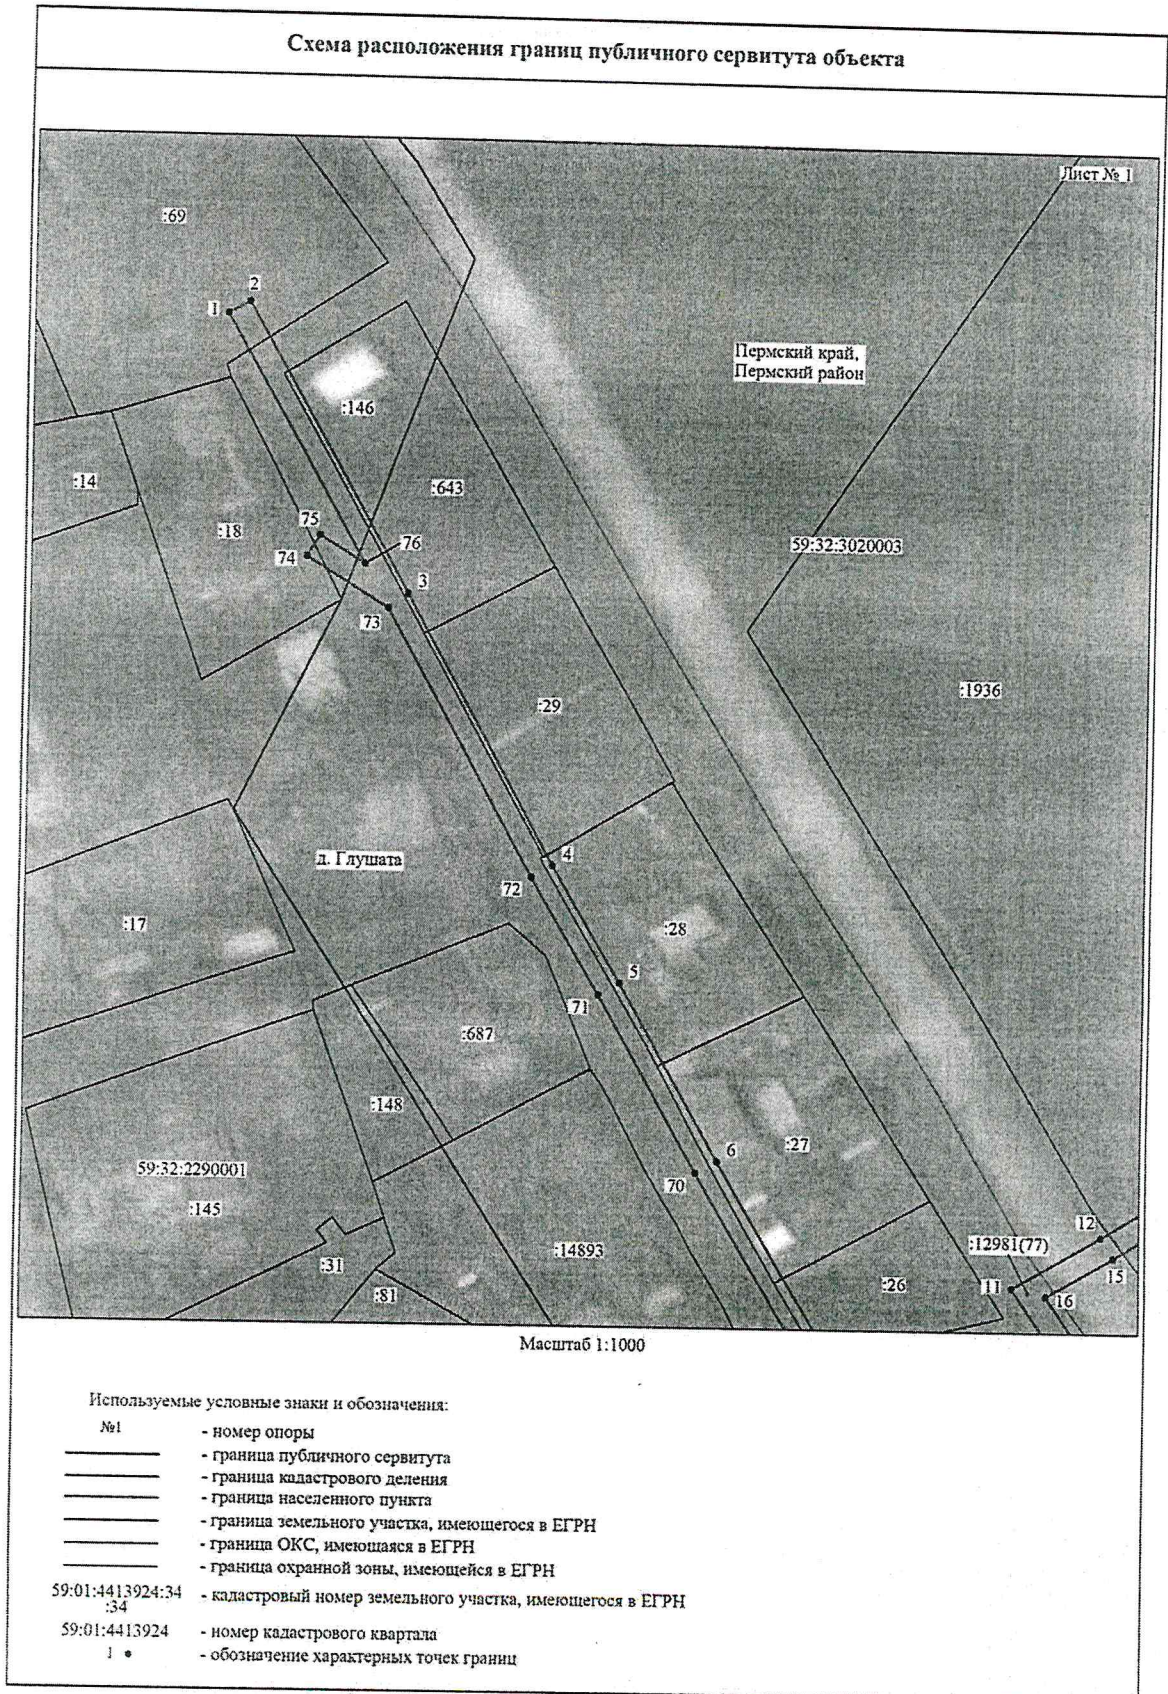 Схема расположения границ публичного сервитута объекта
Лист № 1
:69
2
1
Пермский край,
Пермский район
:146
:14
:643
:18
75
74
76
59:32:3020003
3
73
:1936
:29
д. Глушата
4
72
:17
:28
5
71
:687
:148
:27
6
59:32:2290001
70
:145
12
:14893
:12981(77)
:31
15
:81
:26
11
16
Масштаб 1:1000
Используемые условные знаки и обозначения:
№1 - номер опоры
- граница публичного сервитута
- граница кадастрового деления
- граница населенного пункта
- граница земельного участка, имеющегося в ЕГРН
- граница ОКС, имеющаяся в ЕГРН
- граница охранной зоны, имеющейся в ЕГРН
59:01:4413924:34 - кадастровый номер земельного участка, имеющегося в ЕГРН
:34
59:01:4413924 - номер кадастрового квартала
1 - обозначение характерных точек границ